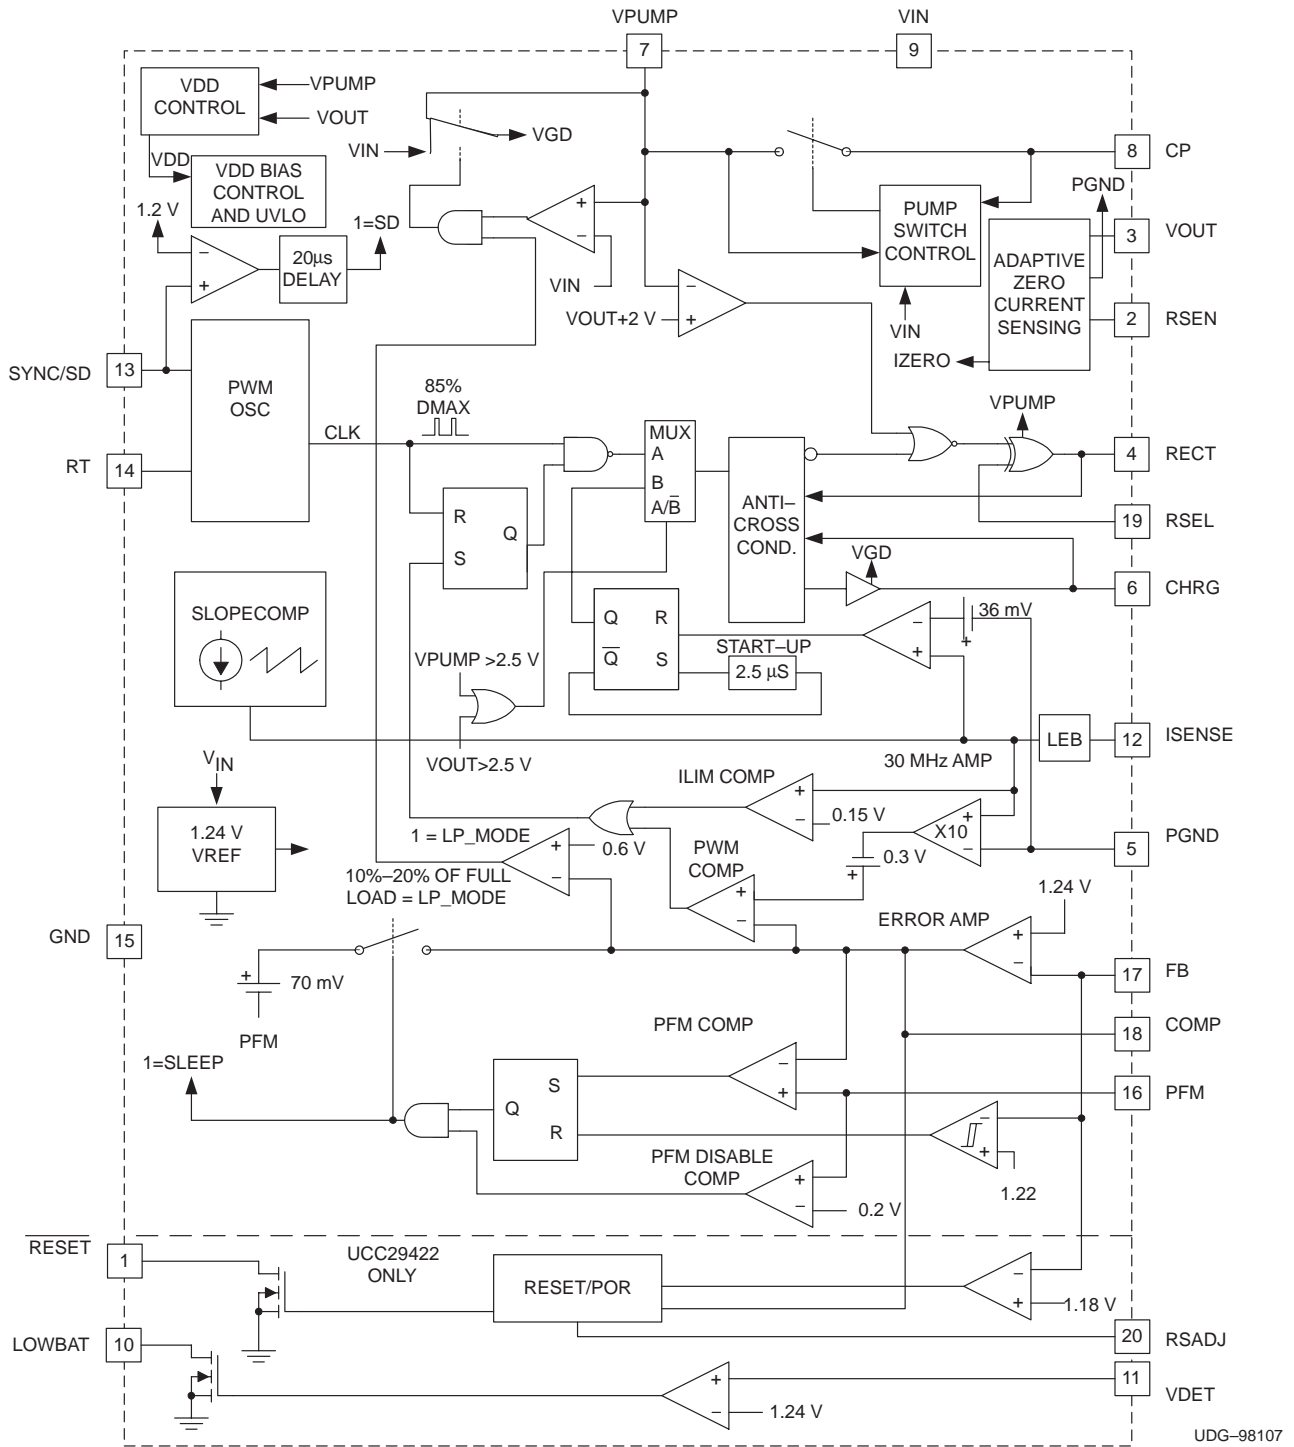 VPUMP
VIN
7
9
VDD
CONTROL
VPUMP
VOUT
VDD
VDD BIAS
CONTROL
AND UVLO
VIN
VGD
8
CP
PUMP
SWITCH
CONTROL
PGND
3
VOUT
ADAPTIVE
ZERO
CURRENT
SENSING
2
RSEN
1.2 V
–
+
20µs
DELAY
1=SD
+
–
VIN
–
+
VOUT+2 V
VIN
IZERO
SYNC/SD
13
PWM
OSC
RT
14
CLK
85%
DMAX
MUX
A
B
A/B̅
VPUMP
4
RECT
ANTI–
CROSS
COND.
19
RSEL
R
S
Q
VGD
6
CHRG
SLOPECOMP
Q
Q̅
R
S
–
+
36 mV
+
START–UP
2.5 µS
VPUMP >2.5 V
VOUT>2.5 V
LEB
12
ISENSE
30 MHz AMP
VIN
1.24 V
VREF
ILIM COMP
+
–
0.15 V
X10
+
–
5
PGND
1 = LP_MODE
+
–
0.6 V
PWM
COMP
+
–
0.3 V
+
10%–20% OF FULL
LOAD = LP_MODE
1.24 V
ERROR AMP
+
–
GND
15
17
FB
+
70 mV
PFM
18
COMP
PFM COMP
–
+
16
PFM
1=SLEEP
S
Q
R
–
+
1.22
PFM DISABLE
COMP
+
–
0.2 V
RESET
1
UCC29422
ONLY
RESET/POR
–
+
1.18 V
20
RSADJ
LOWBAT
10
+
–
1.24 V
11
VDET
UDG–98107